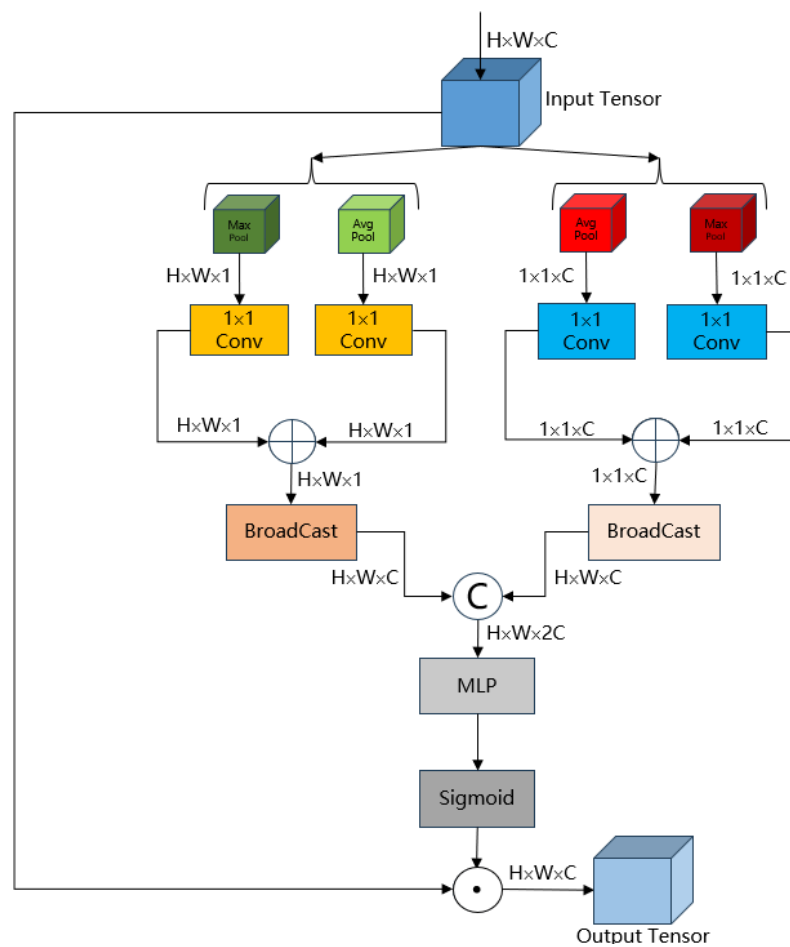 H×W×C
Input Tensor
Max
Pool
Avg
Pool
Avg
Pool
Max
Pool
H×W×1
H×W×1
1×1×C
1×1×C
1×1
Conv
1×1
Conv
1×1
Conv
1×1
Conv
H×W×1
H×W×1
1×1×C
1×1×C
H×W×1
1×1×C
BroadCast
BroadCast
H×W×C
H×W×C
C
H×W×2C
MLP
Sigmoid
H×W×C
Output Tensor